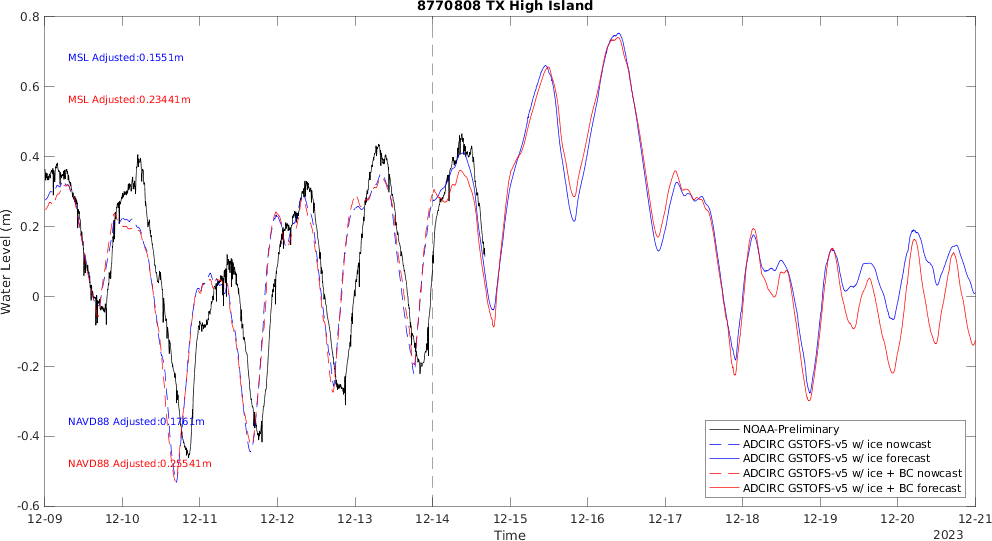 8770808 TX High Island
0.8
MSL Adjusted:0.1551m
0.6
MSL Adjusted:0.23441m
0.4
0.2
Water Level (m)
0
-0.2
NAVD88 Adjusted:0.1761m
-0.4
NAVD88 Adjusted:0.25541m
-0.6
NOAA-Preliminary
ADCIRC GSTOFS-v5 w/ ice nowcast
ADCIRC GSTOFS-v5 w/ ice forecast
ADCIRC GSTOFS-v5 w/ ice + BC nowcast
ADCIRC GSTOFS-v5 w/ ice + BC forecast
12-09 12-10 12-11 12-12 12-13 12-14 12-15 12-16 12-17 12-18 12-19 12-20 12-21
Time
2023